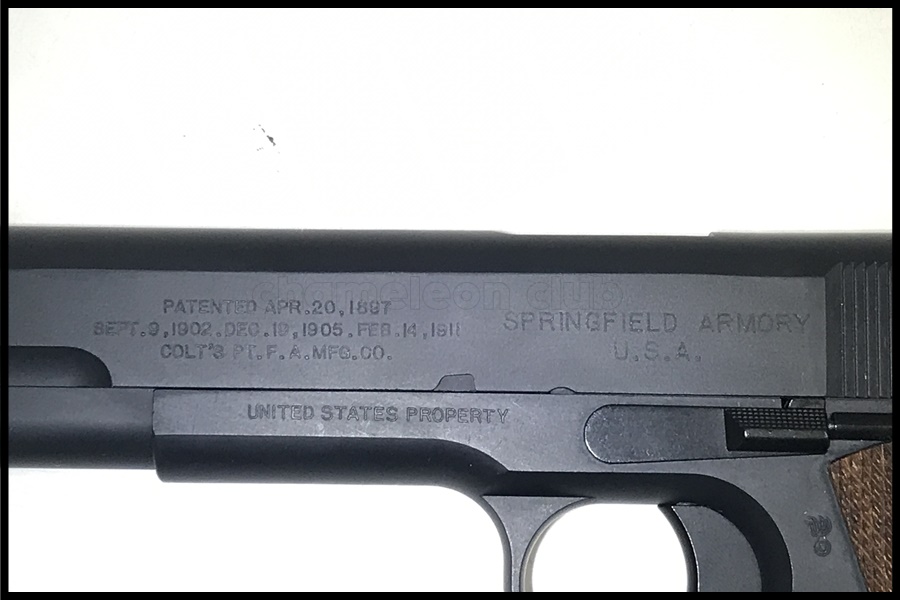 chameleon club
PATENTED APR.20,1897
SEPT.9,1902.DEC.19,1905.FEB.14,1911
COLT'S PT.F.A.MFG.CO.
SPRINGFIELD ARMORY
U.S.A.
UNITED STATES PROPERTY